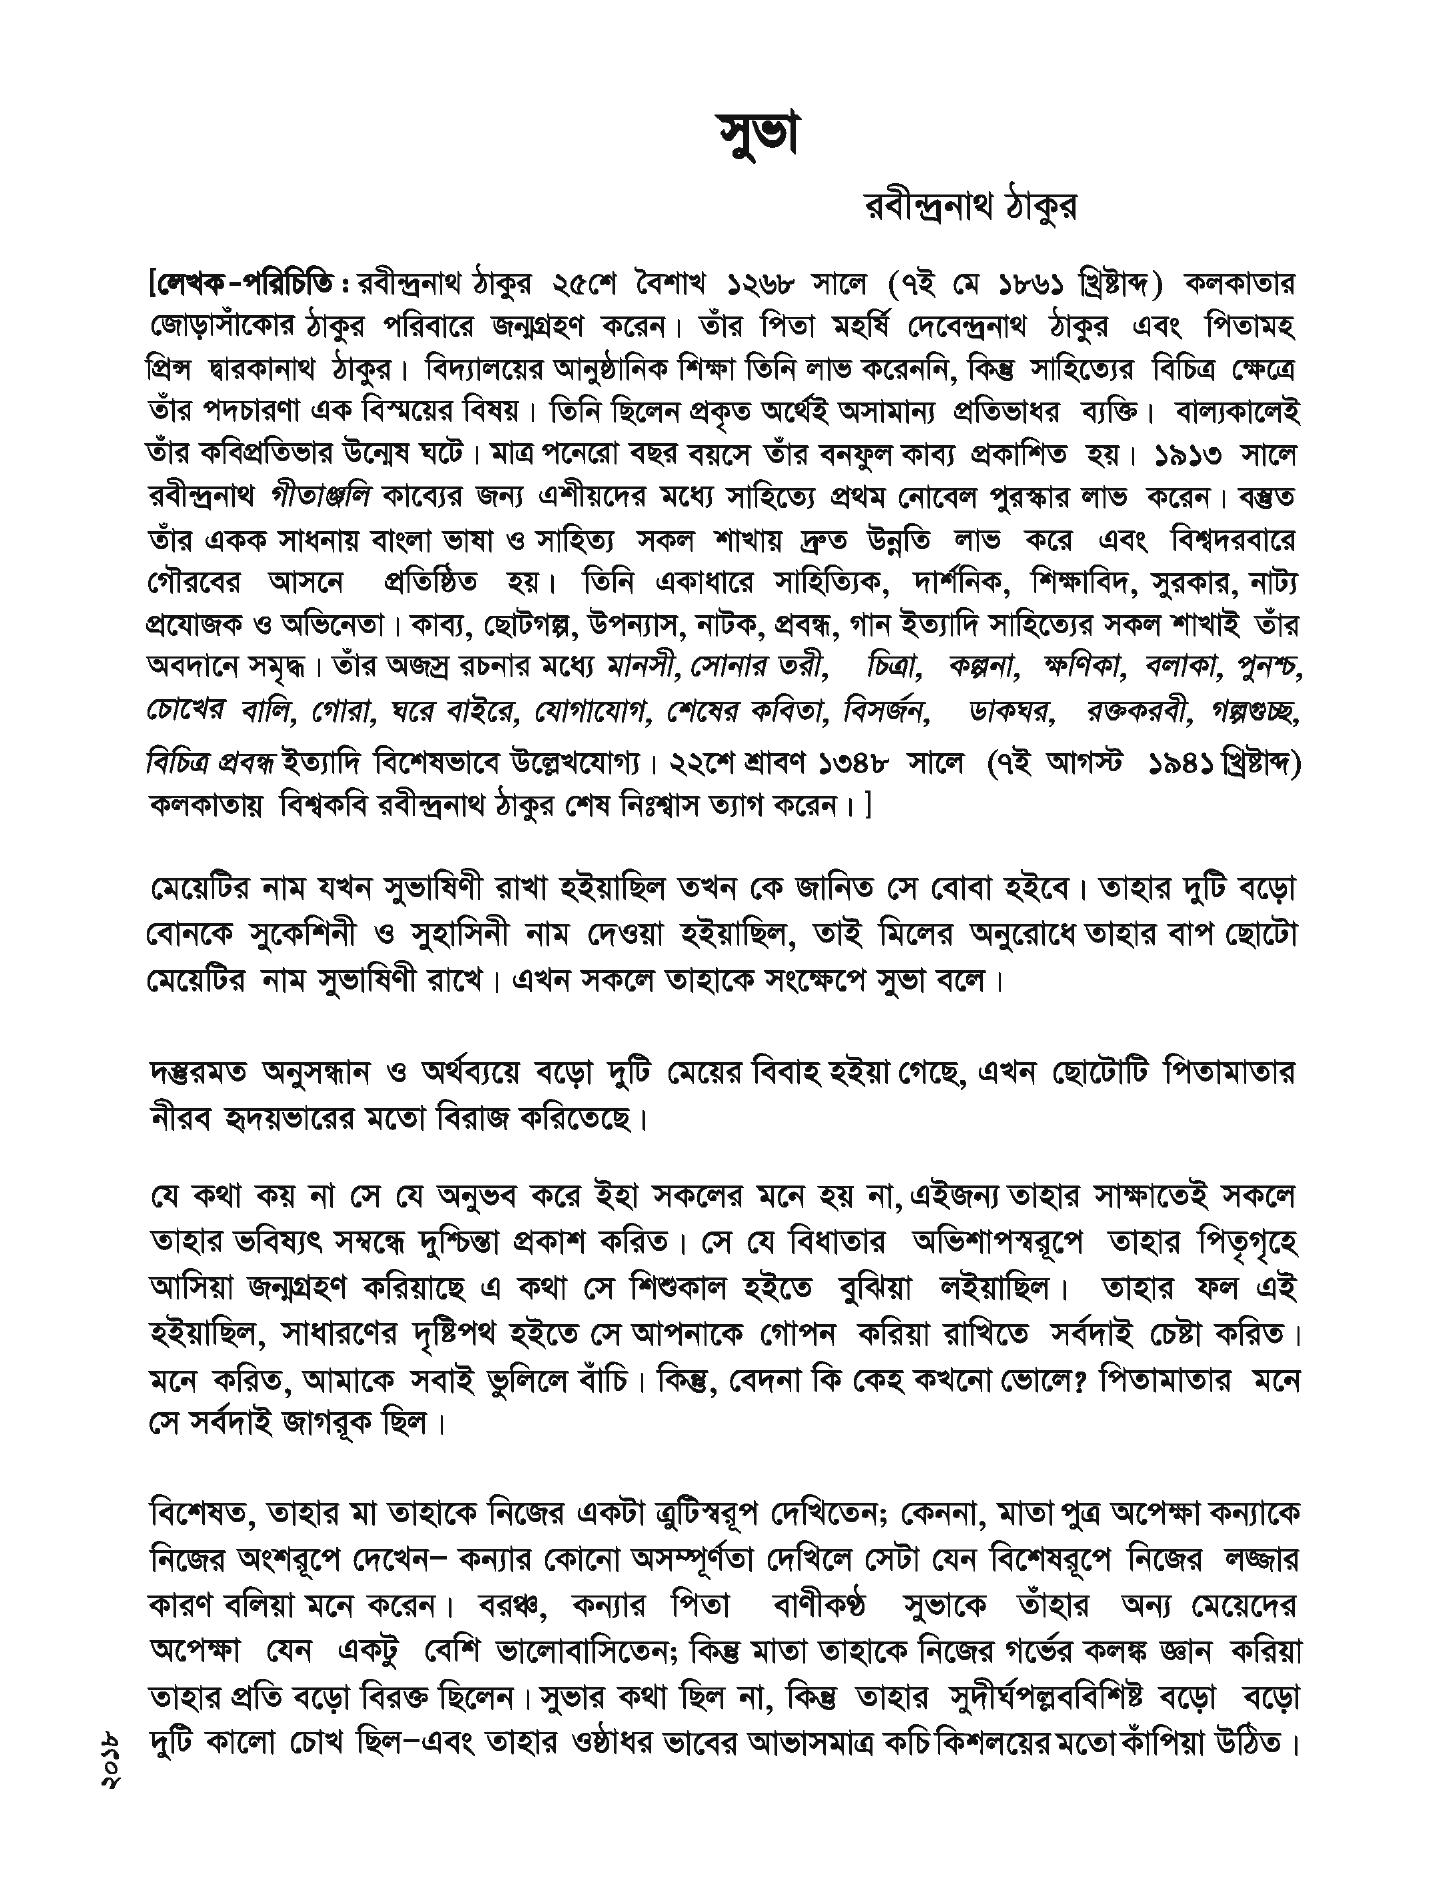 সুভা
রবীন্দ্রনাথ ঠাকুর
[লেখক-পরিচিতি : রবীন্দ্রনাথ ঠাকুর ২৫শে বৈশাখ ১২৬৮ সালে (৭ই মে ১৮৬১ খ্রিষ্টাব্দ) কলকাতার
জোড়াসাঁকোর ঠাকুর পরিবারে জন্মগ্রহণ করেন। তাঁর পিতা মহর্ষি দেবেন্দ্রনাথ ঠাকুর এবং পিতামহ
প্রিন্স দ্বারকানাথ ঠাকুর। বিদ্যালয়ের আনুষ্ঠানিক শিক্ষা তিনি লাভ করেননি, কিন্তু সাহিত্যের বিচিত্র ক্ষেত্রে
তাঁর পদচারণা এক বিস্ময়ের বিষয়। তিনি ছিলেন প্রকৃত অর্থেই অসামান্য প্রতিভাধর ব্যক্তি। বাল্যকালেই
তাঁর কবিপ্রতিভার উন্মেষ ঘটে। মাত্র পনেরো বছর বয়সে তাঁর বনফুল কাব্য প্রকাশিত হয়। ১৯১৩ সালে
রবীন্দ্রনাথ গীতাঞ্জলি কাব্যের জন্য এশীয়দের মধ্যে সাহিত্যে প্রথম নোবেল পুরস্কার লাভ করেন। বস্তুত
তাঁর একক সাধনায় বাংলা ভাষা ও সাহিত্য সকল শাখায় দ্রুত উন্নতি লাভ করে এবং বিশ্বদরবারে
গৌরবের আসনে প্রতিষ্ঠিত হয়। তিনি একাধারে সাহিত্যিক, দার্শনিক, শিক্ষাবিদ, সুরকার, নাট্য
প্রযোজক ও অভিনেতা। কাব্য, ছোটগল্প, উপন্যাস, নাটক, প্রবন্ধ, গান ইত্যাদি সাহিত্যের সকল শাখাই তাঁর
অবদানে সমৃদ্ধ। তাঁর অজস্র রচনার মধ্যে মানসী, সোনার তরী, চিত্রা, কল্পনা, ক্ষণিকা, বলাকা, পুনশ্চ,
চোখের বালি, গোরা, ঘরে বাইরে, যোগাযোগ, শেষের কবিতা, বিসর্জন, ডাকঘর, রক্তকরবী, গল্পগুচ্ছ,
বিচিত্র প্রবন্ধ ইত্যাদি বিশেষভাবে উল্লেখযোগ্য। ২২শে শ্রাবণ ১৩৪৮ সালে (৭ই আগস্ট ১৯৪১ খ্রিষ্টাব্দ)
কলকাতায় বিশ্বকবি রবীন্দ্রনাথ ঠাকুর শেষ নিঃশ্বাস ত্যাগ করেন। ]
মেয়েটির নাম যখন সুভাষিণী রাখা হইয়াছিল তখন কে জানিত সে বোবা হইবে। তাহার দুটি বড়ো
বোনকে সুকেশিনী ও সুহাসিনী নাম দেওয়া হইয়াছিল, তাই মিলের অনুরোধে তাহার বাপ ছোটো
মেয়েটির নাম সুভাষিণী রাখে। এখন সকলে তাহাকে সংক্ষেপে সুভা বলে।
দস্তুরমত অনুসন্ধান ও অর্থব্যয়ে বড়ো দুটি মেয়ের বিবাহ হইয়া গেছে, এখন ছোটোটি পিতামাতার
নীরব হৃদয়ভারের মতো বিরাজ করিতেছে।
যে কথা কয় না সে যে অনুভব করে ইহা সকলের মনে হয় না, এইজন্য তাহার সাক্ষাতেই সকলে
তাহার ভবিষ্যৎ সম্বন্ধে দুশ্চিন্তা প্রকাশ করিত। সে যে বিধাতার অভিশাপস্বরূপে তাহার পিতৃগৃহে
আসিয়া জন্মগ্রহণ করিয়াছে এ কথা সে শিশুকাল হইতে বুঝিয়া লইয়াছিল। তাহার ফল এই
হইয়াছিল, সাধারণের দৃষ্টিপথ হইতে সে আপনাকে গোপন করিয়া রাখিতে সর্বদাই চেষ্টা করিত।
মনে করিত, আমাকে সবাই ভুলিলে বাঁচি। কিন্তু, বেদনা কি কেহ কখনো ভোলে? পিতামাতার মনে
সে সর্বদাই জাগরূক ছিল।
বিশেষত, তাহার মা তাহাকে নিজের একটা ত্রুটিস্বরূপ দেখিতেন; কেননা, মাতা পুত্র অপেক্ষা কন্যাকে
নিজের অংশরূপে দেখেন– কন্যার কোনো অসম্পূর্ণতা দেখিলে সেটা যেন বিশেষরূপে নিজের লজ্জার
কারণ বলিয়া মনে করেন। বরঞ্চ, কন্যার পিতা বাণীকণ্ঠ সুভাকে তাঁহার অন্য মেয়েদের
অপেক্ষা যেন একটু বেশি ভালোবাসিতেন; কিন্তু মাতা তাহাকে নিজের গর্ভের কলঙ্ক জ্ঞান করিয়া
তাহার প্রতি বড়ো বিরক্ত ছিলেন। সুভার কথা ছিল না, কিন্তু তাহার সুদীর্ঘপল্লববিশিষ্ট বড়ো বড়ো
দুটি কালো চোখ ছিল–এবং তাহার ওষ্ঠাধর ভাবের আভাসমাত্র কচি কিশলয়ের মতো কাঁপিয়া উঠিত।
২০১৮